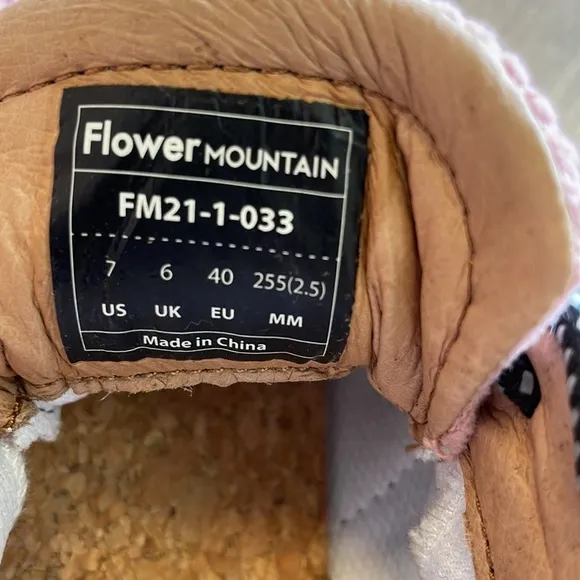 Flower MOUNTAIN
FM21-1-033
7 6 40 255(2.5)
US UK EU MM
Made in China